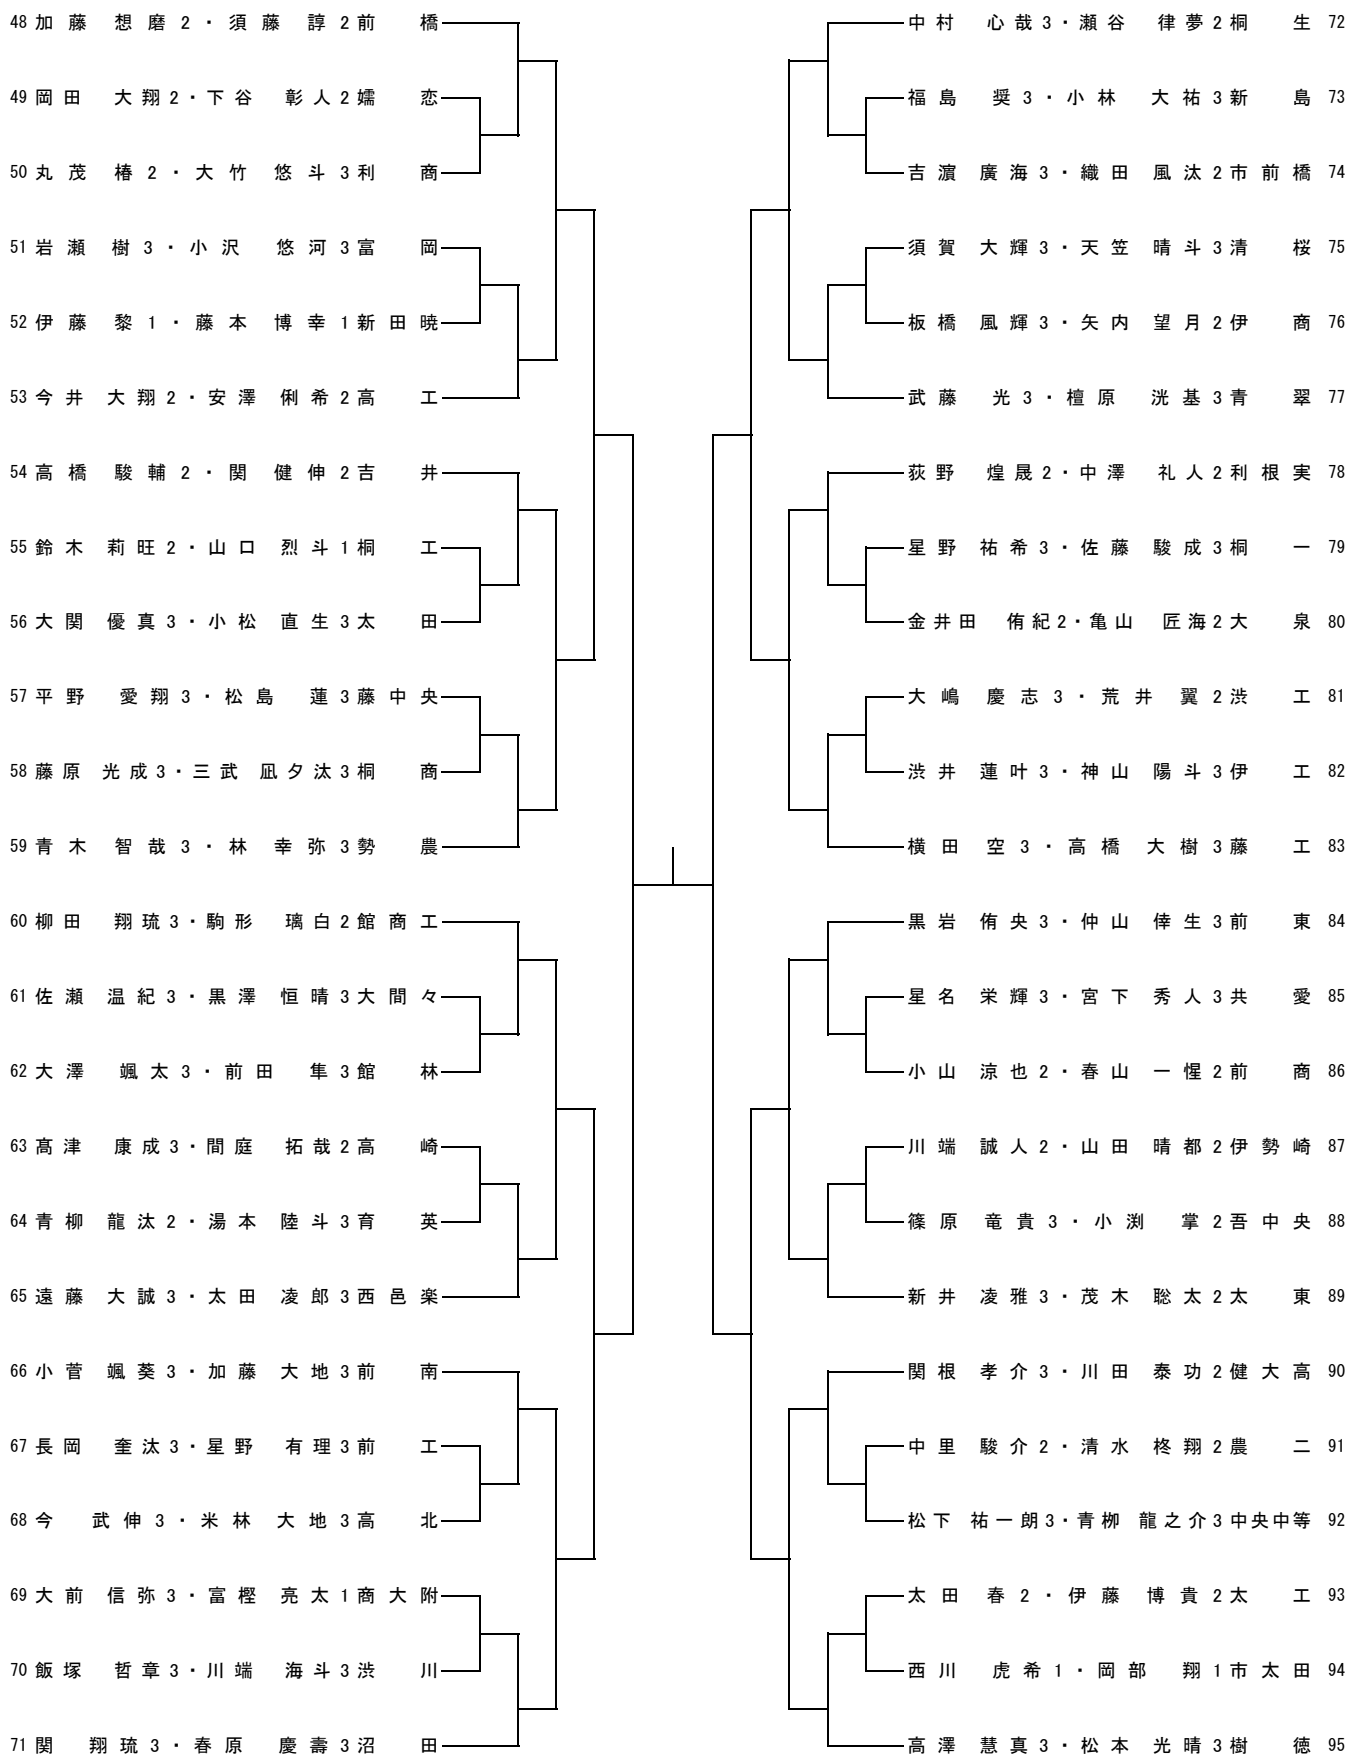 48 加藤 想磨2・須藤 諄2 前橋
49 岡田 大翔2・下谷 彰人2 嬬恋
50 丸茂 椿2・大竹 悠斗3 利商
51 岩瀬 樹3・小沢 悠河3 富岡
52 伊藤 黎1・藤本 博幸1 新田暁
53 今井 大翔2・安澤 俐希2 高工
54 高橋 駿輔2・関 健伸2 吉井
55 鈴木 莉旺2・山口 烈斗1 桐工
56 大関 優真3・小松 直生3 太田
57 平野 愛翔3・松島 蓮3 藤中央
58 藤原 光成3・三武 凪夕汰3 桐商
59 青木 智哉3・林 幸弥3 勢農
60 柳田 翔琉3・駒形 璃白2 館商工
61 佐瀬 温紀3・黒澤 恒晴3 大間々
62 大澤 颯太3・前田 隼3 館林
63 髙津 康成3・間庭 拓哉2 高崎
64 青柳 龍汰2・湯本 陸斗3 育英
65 遠藤 大誠3・太田 凌郎3 西邑楽
66 小菅 颯葵3・加藤 大地3 前南
67 長岡 奎汰3・星野 有理3 前工
68 今 武伸3・米林 大地3 高北
69 大前 信弥3・富樫 亮太1 商大附
70 飯塚 哲章3・川端 海斗3 渋川
71 関 翔琉3・春原 慶壽3 沼田
中村 心哉3・瀬谷 律夢2 桐生 72
福島 奨3・小林 大祐3 新島 73
吉濵 廣海3・織田 風汰2 市前橋 74
須賀 大輝3・天笠 晴斗3 清桜 75
板橋 風輝3・矢内 望月2 伊商 76
武藤 光3・檀原 洸基3 青翠 77
荻野 煌晟2・中澤 礼人2 利根実 78
星野 祐希3・佐藤 駿成3 桐一 79
金井田 侑紀2・亀山 匠海2 大泉 80
大嶋 慶志3・荒井 翼2 渋工 81
渋井 蓮叶3・神山 陽斗3 伊工 82
横田 空3・高橋 大樹3 藤工 83
黒岩 侑央3・仲山 倖生3 前東 84
星名 栄輝3・宮下 秀人3 共愛 85
小山 涼也2・春山 一惺2 前商 86
川端 誠人2・山田 晴都2 伊勢崎 87
篠原 竜貴3・小渕 掌2 吾中央 88
新井 凌雅3・茂木 聡太2 太東 89
関根 孝介3・川田 泰功2 健大高 90
中里 駿介2・清水 柊翔2 農二 91
松下 祐一朗3・青栁 龍之介3 中央中等 92
太田 春2・伊藤 博貴2 太工 93
西川 虎希1・岡部 翔1 市太田 94
高澤 慧真3・松本 光晴3 樹徳 95